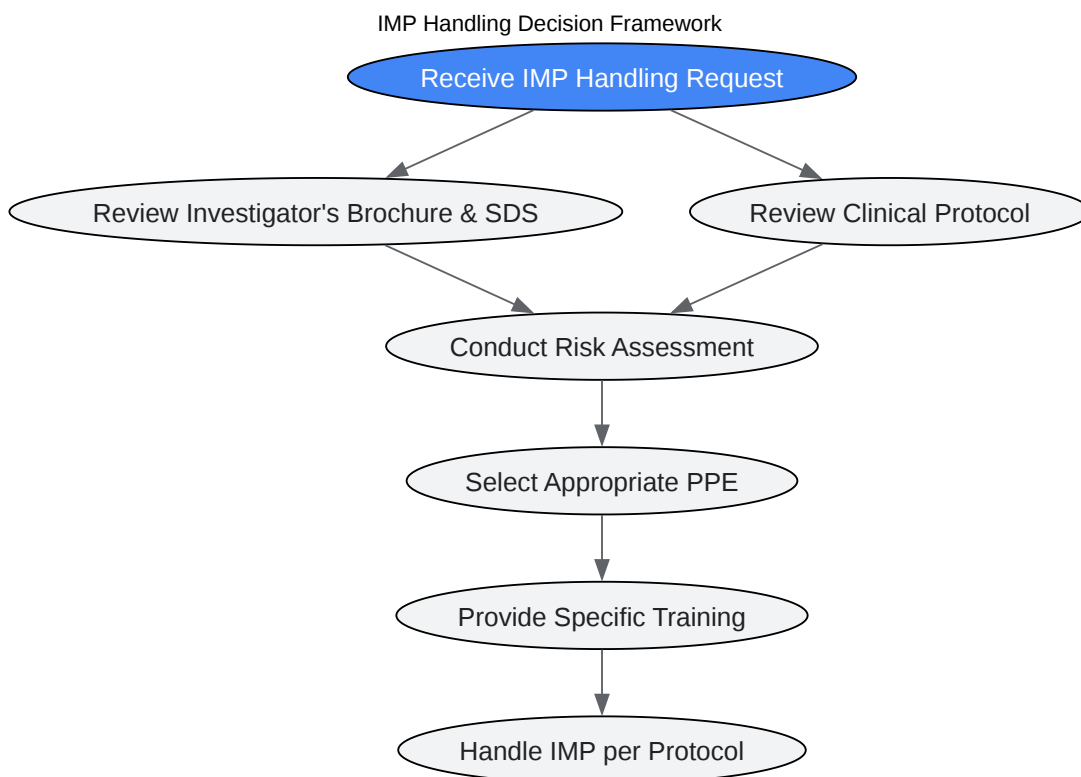 IMP Handling Decision Framework
Receive IMP Handling Request
Review Investigator's Brochure & SDS
Review Clinical Protocol
Conduct Risk Assessment
Select Appropriate PPE
Provide Specific Training
Handle IMP per Protocol